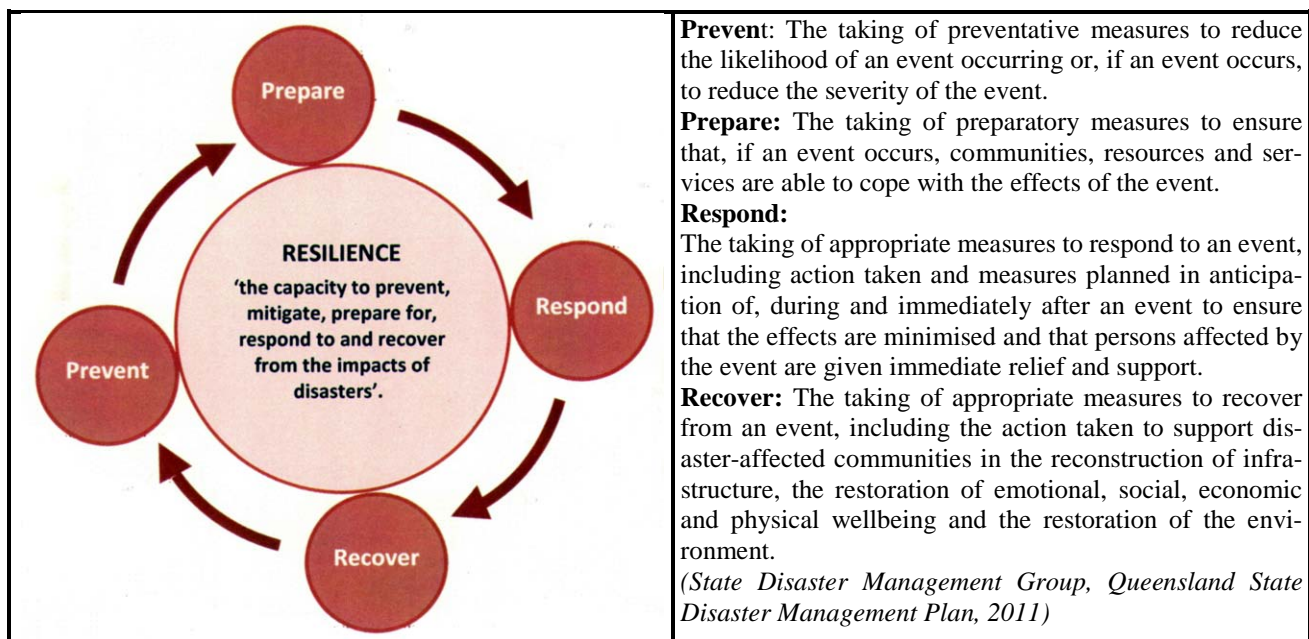 Prepare
RESILIENCE
'the capacity to prevent,
mitigate, prepare for,
respond to and recover
from the impacts of
disasters'.
Respond
Prevent
Recover
Prevent: The taking of preventative measures to reduce
the likelihood of an event occurring or, if an event occurs,
to reduce the severity of the event.
Prepare: The taking of preparatory measures to ensure
that, if an event occurs, communities, resources and ser-
vices are able to cope with the effects of the event.
Respond:
The taking of appropriate measures to respond to an event,
including action taken and measures planned in anticipa-
tion of, during and immediately after an event to ensure
that the effects are minimised and that persons affected by
the event are given immediate relief and support.
Recover: The taking of appropriate measures to recover
from an event, including the action taken to support dis-
aster-affected communities in the reconstruction of infra-
structure, the restoration of emotional, social, economic
and physical wellbeing and the restoration of the envi-
ronment.
(State Disaster Management Group, Queensland State
Disaster Management Plan, 2011)